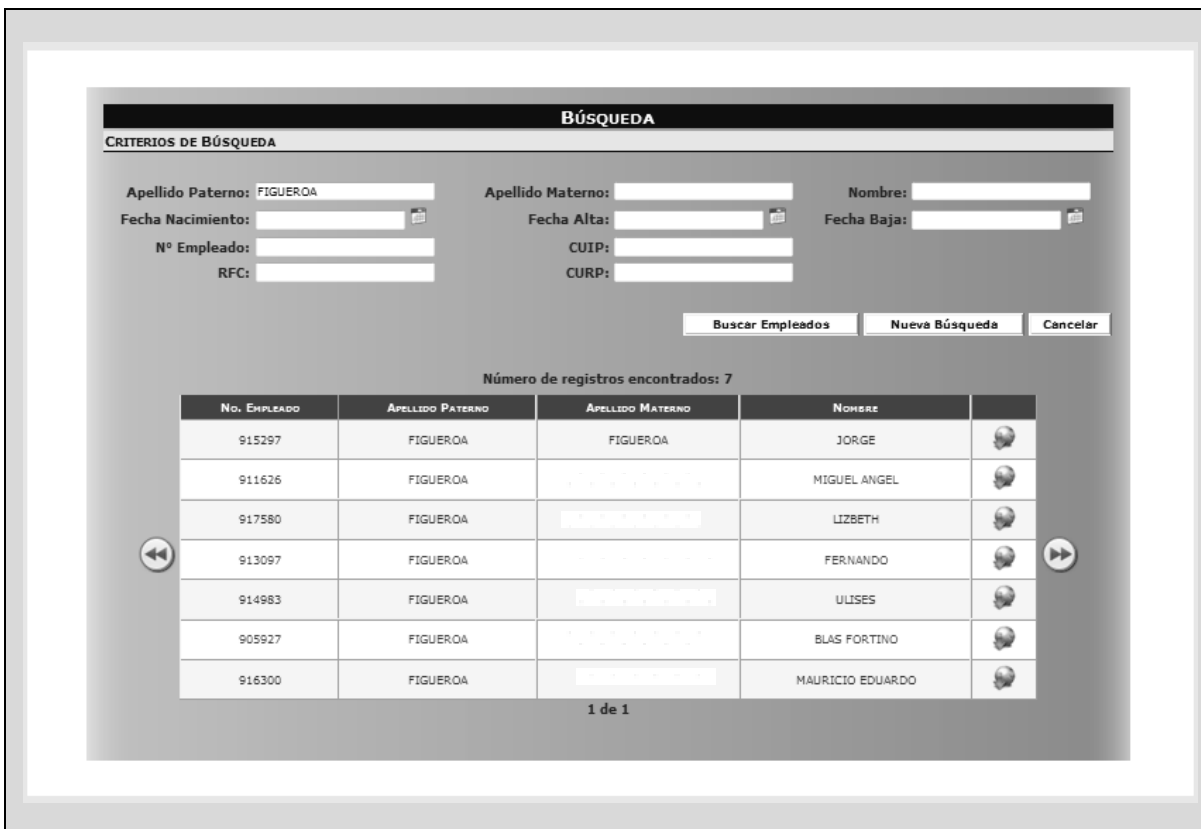 BÚSQUEDA
CRITERIOS DE BÚSQUEDA
Apellido Paterno: FIGUEROA Apellido Materno: Nombre:
Fecha Nacimiento: Fecha Alta: Fecha Baja:
Nº Empleado: CUIP:
RFC: CURP:
Buscar Empleados Nueva Búsqueda Cancelar
Número de registros encontrados: 7
NO. EMPLEADO APELLIDO PATERNO APELLIDO MATERNO NOMBRE
915297 FIGUEROA FIGUEROA JORGE
911626 FIGUEROA MIGUEL ANGEL
917580 FIGUEROA LIZBETH
913097 FIGUEROA FERNANDO
914983 FIGUEROA ULISES
905927 FIGUEROA BLAS FORTINO
916300 FIGUEROA MAURICIO EDUARDO
1 de 1